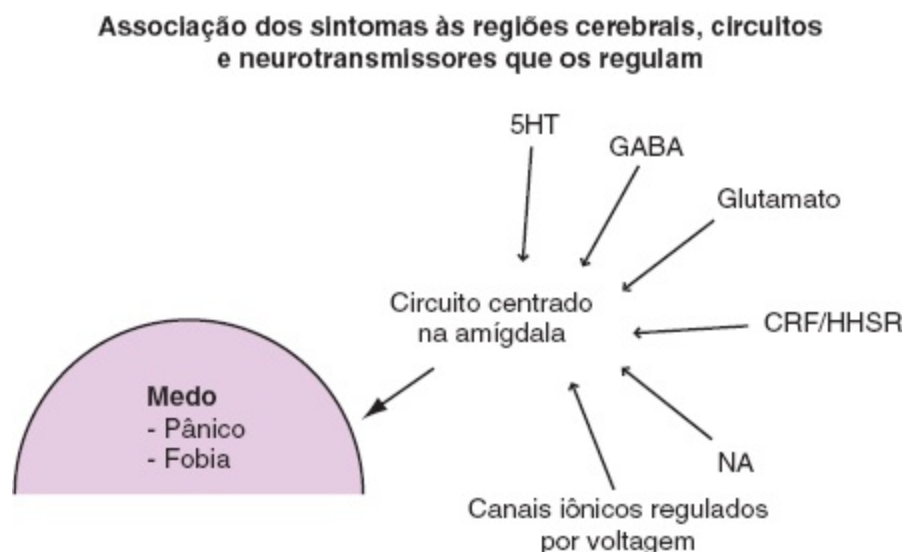 Associação dos sintomas às regiões cerebrais, circuitos
e neurotransmissores que os regulam
5HT
GABA
Glutamato
Circuito centrado
na amígdala
CRF/HHSR
Medo
- Pânico
- Fobia
NA
Canais iônicos regulados
por voltagem